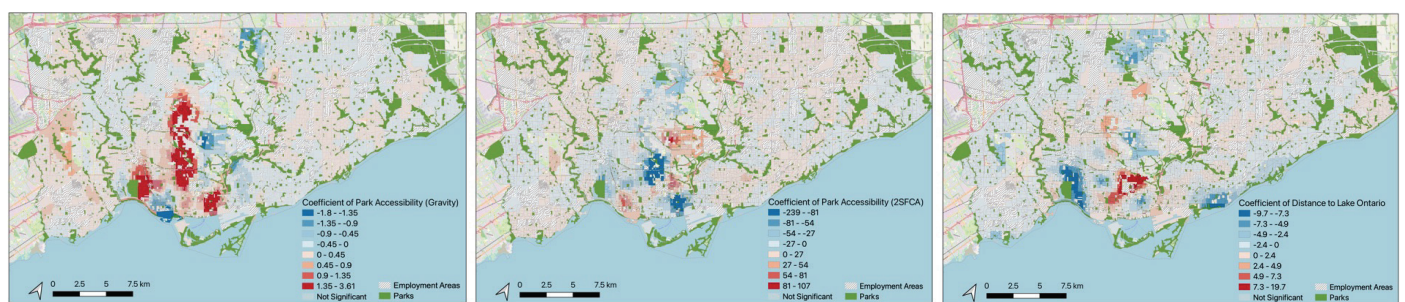 Coefficient of Park Accessibility (Gravity)
-1.8 - -1.35
-1.35 - -0.9
-0.9 - -0.45
-0.45 - 0
0 - 0.45
0.45 - 0.9
0.9 - 1.35
1.35 - 3.61
Not Significant
Employment Areas
Parks
0 2.5 5 7.5 km
Coefficient of Park Accessibility (2SFCA)
-239 - -81
-81 - -54
-54 - -27
-27 - 0
0 - 27
27 - 54
54 - 81
81 - 107
Not Significant
Employment Areas
Parks
0 2.5 5 7.5 km
Coefficient of Distance to Lake Ontario
-9.7 - -7.3
-7.3 - -4.9
-4.9 - -2.4
-2.4 - 0
0 - 2.4
2.4 - 4.9
4.9 - 7.3
7.3 - 19.7
Not Significant
Employment Areas
Parks
0 2.5 5 7.5 km